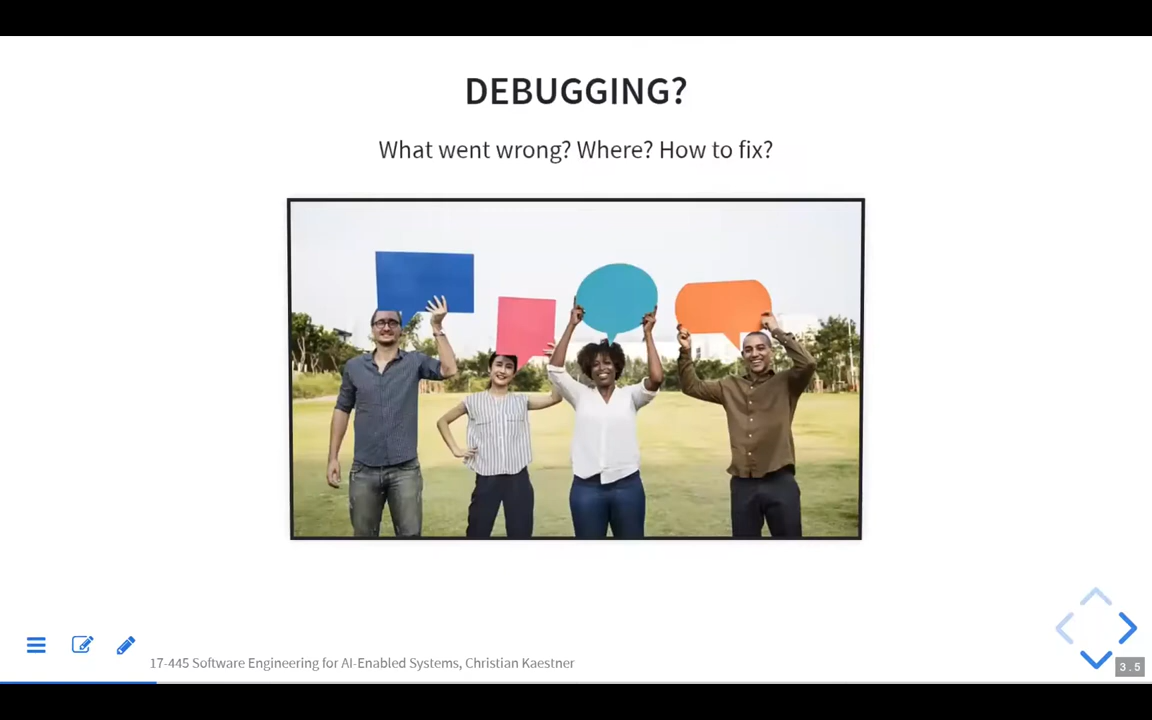 DEBUGGING?
What went wrong? Where? How to fix?
17-445 Software Engineering for AI-Enabled Systems, Christian Kaestner
3.5